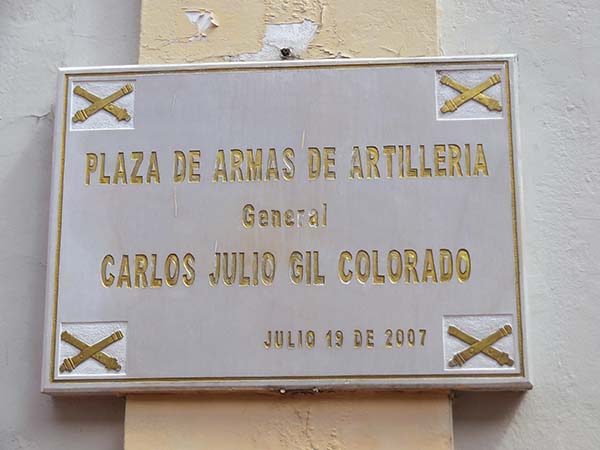 PLAZA DE ARMAS DE ARTILLERIA
General
CARLOS JULIO GIL COLORADO
JULIO 19 DE 2007